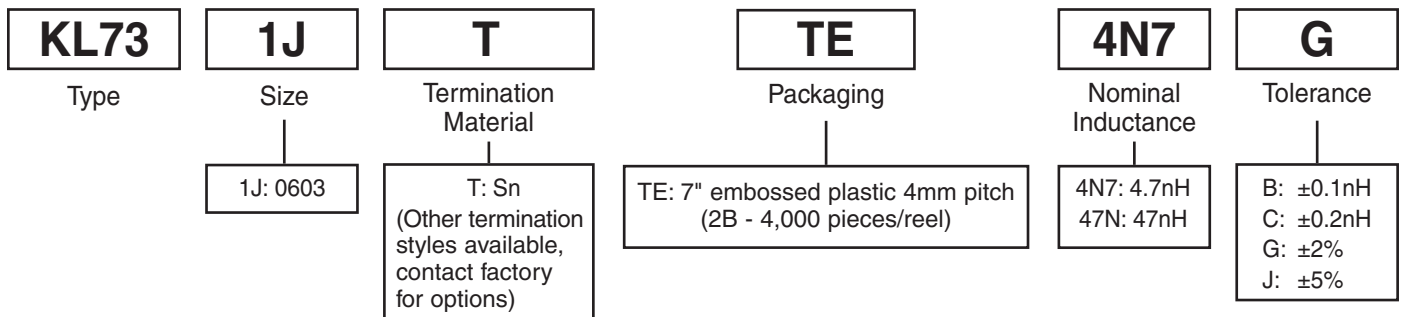 KL73 1J T TE 4N7 G
Type Size Termination Material Packaging Nominal Inductance Tolerance
1J: 0603
T: Sn
(Other termination
styles available,
contact factory
for options)
TE: 7" embossed plastic 4mm pitch
(2B - 4,000 pieces/reel)
4N7: 4.7nH
47N: 47nH
B: ±0.1nH
C: ±0.2nH
G: ±2%
J: ±5%